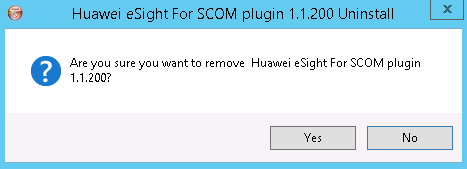 Huawei eSight For SCOM plugin 1.1.200 Uninstall
x
Are you sure you want to remove  Huawei eSight For SCOM plugin
1.1.200?
Yes
No